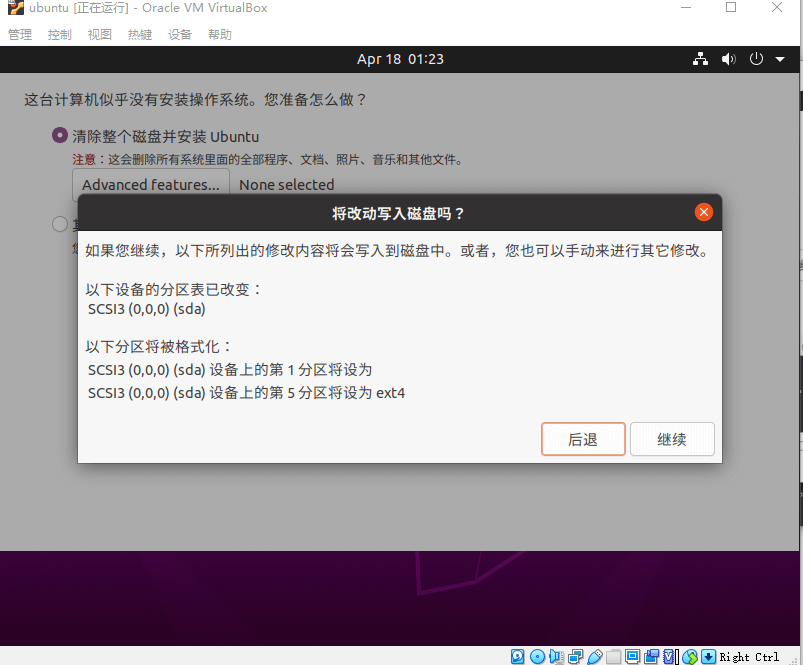 ubuntu [正在运行] - Oracle VM VirtualBox
管理 控制 视图 热键 设备 帮助
Apr 18 01:23
这台计算机似乎没有安装操作系统。您准备怎么做？
清除整个磁盘并安装 Ubuntu
注意：这会删除所有系统里面的全部程序、文档、照片、音乐和其他文件。
Advanced features... None selected
将改动写入磁盘吗？
如果您继续，以下所列出的修改内容将会写入到磁盘中。或者，您也可以手动来进行其它修改。
以下设备的分区表已改变：
SCSI3 (0,0,0) (sda)
以下分区将被格式化：
SCSI3 (0,0,0) (sda) 设备上的第 1 分区将设为
SCSI3 (0,0,0) (sda) 设备上的第 5 分区将设为 ext4
后退 继续
Right Ctrl